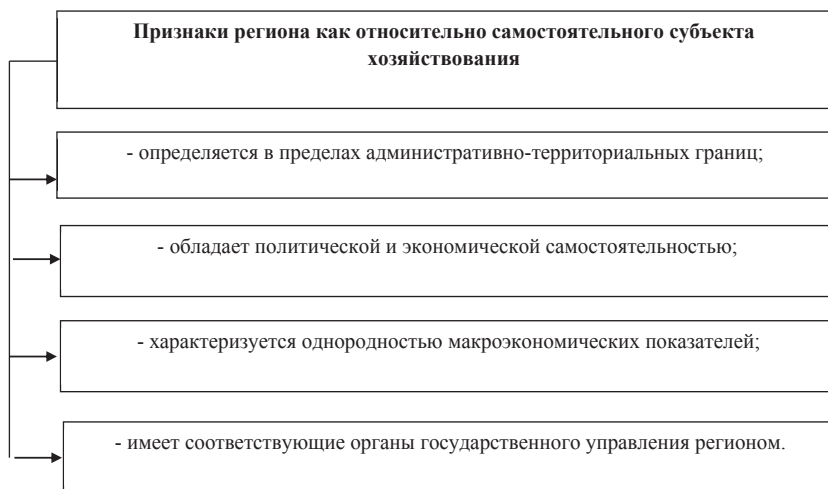 Признаки региона как относительно самостоятельного субъекта
хозяйствования
- определяется в пределах административно-территориальных границ;
- обладает политической и экономической самостоятельностью;
- характеризуется однородностью макроэкономических показателей;
- имеет соответствующие органы государственного управления регионом.